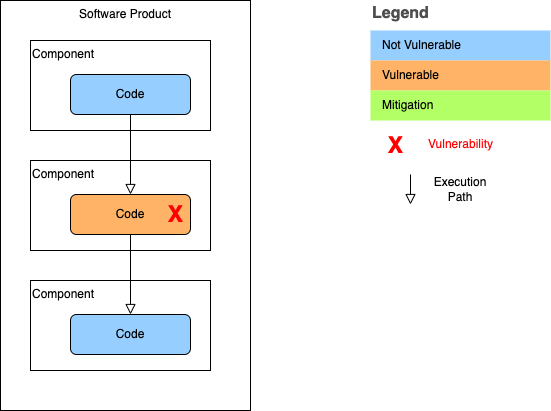 Software Product
Component
Code
Component
Code
X
Component
Code
Legend
Not Vulnerable
Vulnerable
Mitigation
X Vulnerability
Execution
Path